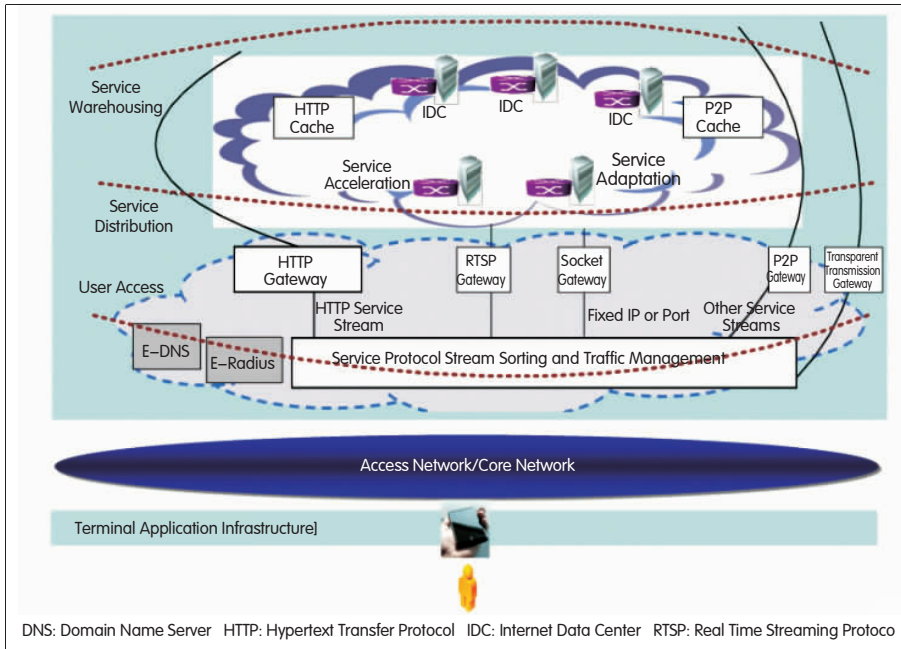 Service
Warehousing
HTTP
Cache
IDC
IDC
IDC
P2P
Cache
Service
Acceleration
Service
Adaptation
Service
Distribution
User Access
HTTP
Gateway
RTSP
Gateway
Socket
Gateway
P2P
Gateway
Transparent
Transmission
Gateway
HTTP Service
Stream
Fixed IP or Port
Other Service
Streams
E–DNS
E–Radius
Service Protocol Stream Sorting and Traffic Management
Access Network/Core Network
Terminal Application Infrastructure]
DNS: Domain Name Server HTTP: Hypertext Transfer Protocol IDC: Internet Data Center RTSP: Real Time Streaming Protoco